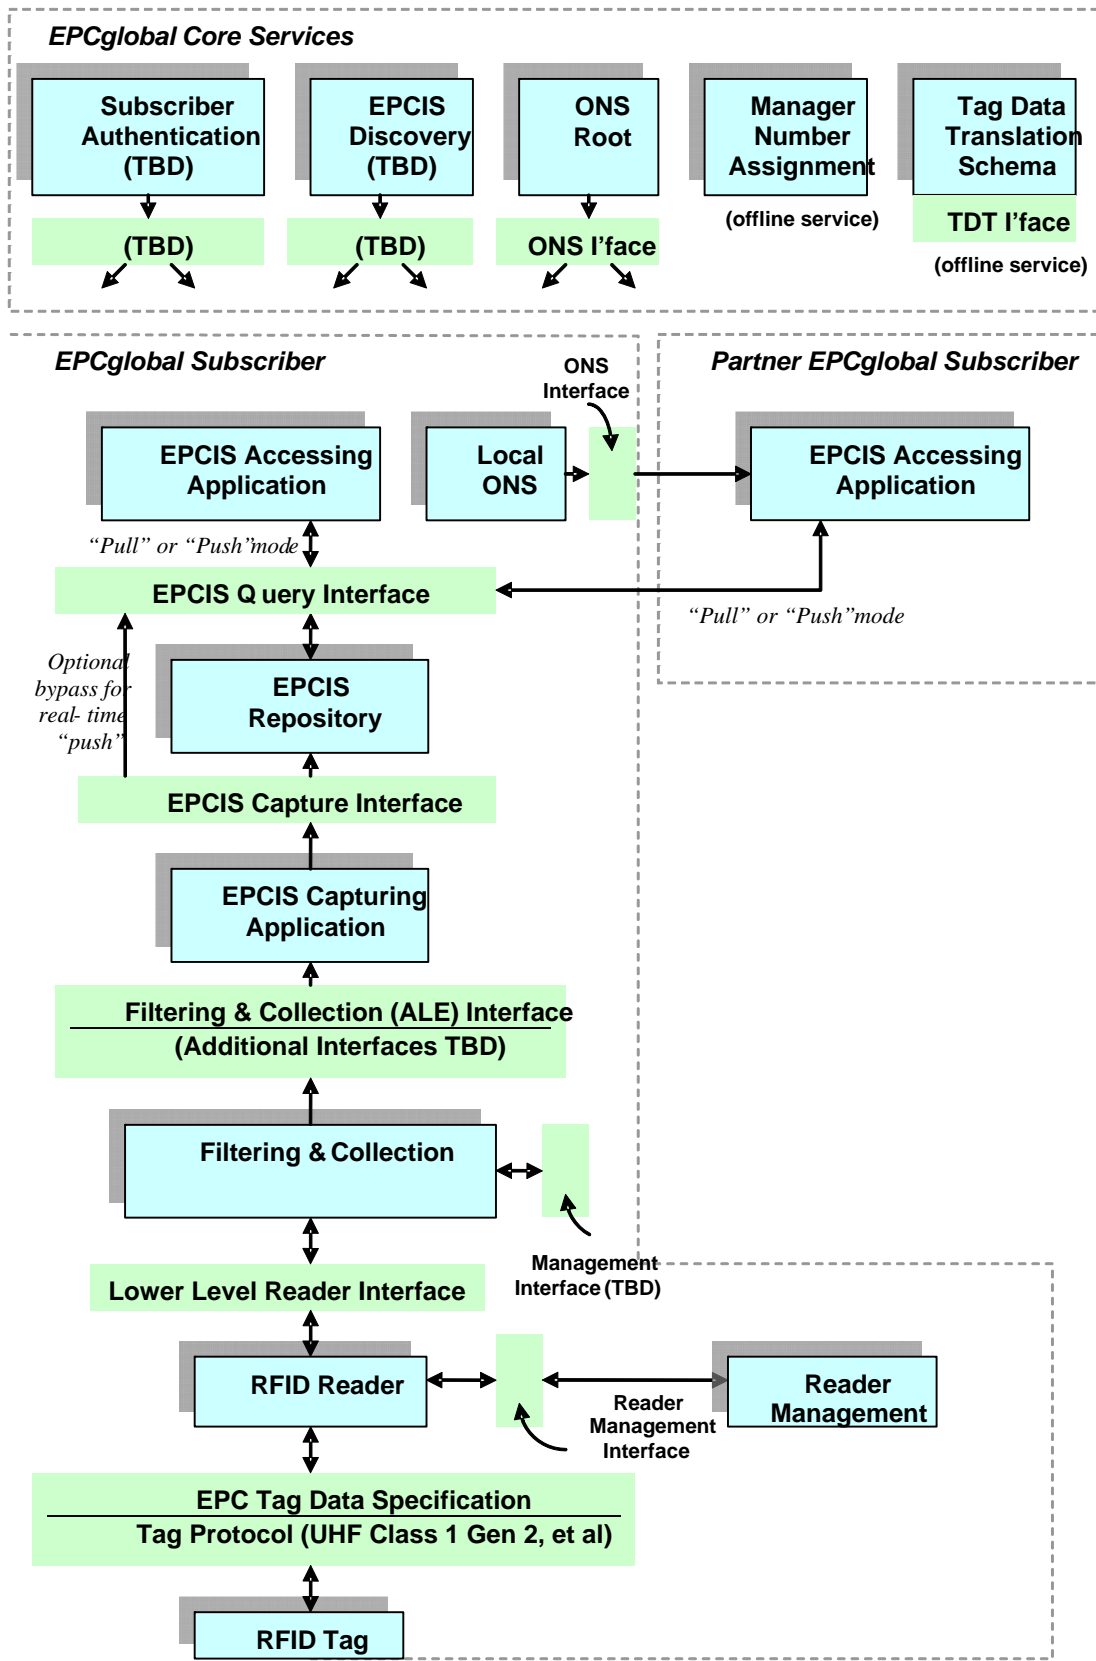 EPCglobal Core Services
Subscriber
Authentication
(TBD)
EPCIS
Discovery
(TBD)
ONS
Root
Manager
Number
Assignment
Tag Data
Translation
Schema
(TBD)
(TBD)
ONS I'face
(offline service)
TDT I'face
(offline service)
EPCglobal Subscriber
ONS
Interface
Partner EPCglobal Subscriber
EPCIS Accessing
Application
Local
ONS
EPCIS Accessing
Application
“Pull” or “Push”mode
EPCIS Query Interface
“Pull” or “Push”mode
Optional
bypass for
real- time
“push”
EPCIS
Repository
EPCIS Capture Interface
EPCIS Capturing
Application
Filtering & Collection (ALE) Interface
(Additional Interfaces TBD)
Filtering & Collection
Management
Interface (TBD)
Lower Level Reader Interface
RFID Reader
Reader
Management
Interface
Reader
Management
EPC Tag Data Specification
Tag Protocol (UHF Class 1 Gen 2, et al)
RFID Tag